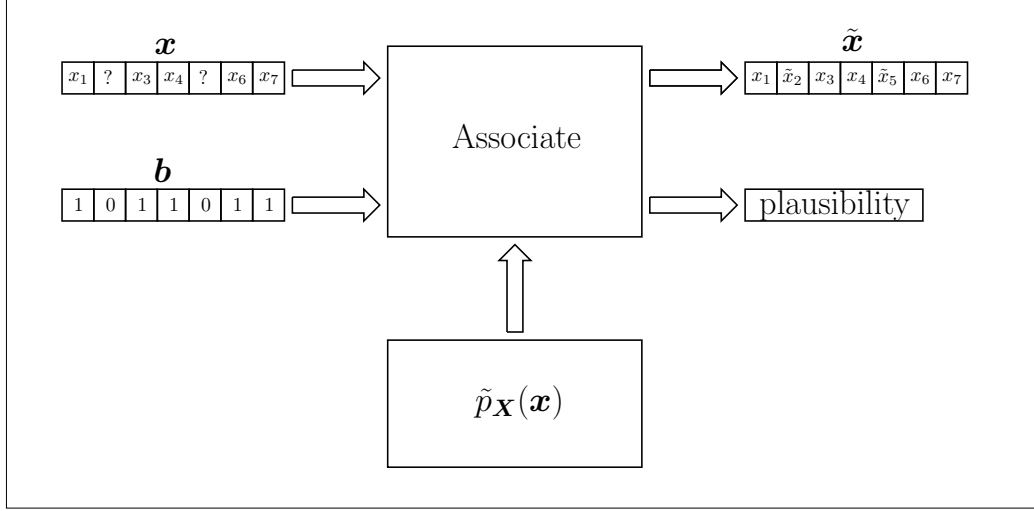 x
x₁ ? x₃ x₄ ? x₆ x₇
x̃
x₁ x̃₂ x₃ x₄ x̃₅ x₆ x₇
Associate
b
1 0 1 1 0 1 1
plausibility
p̃_X(x)